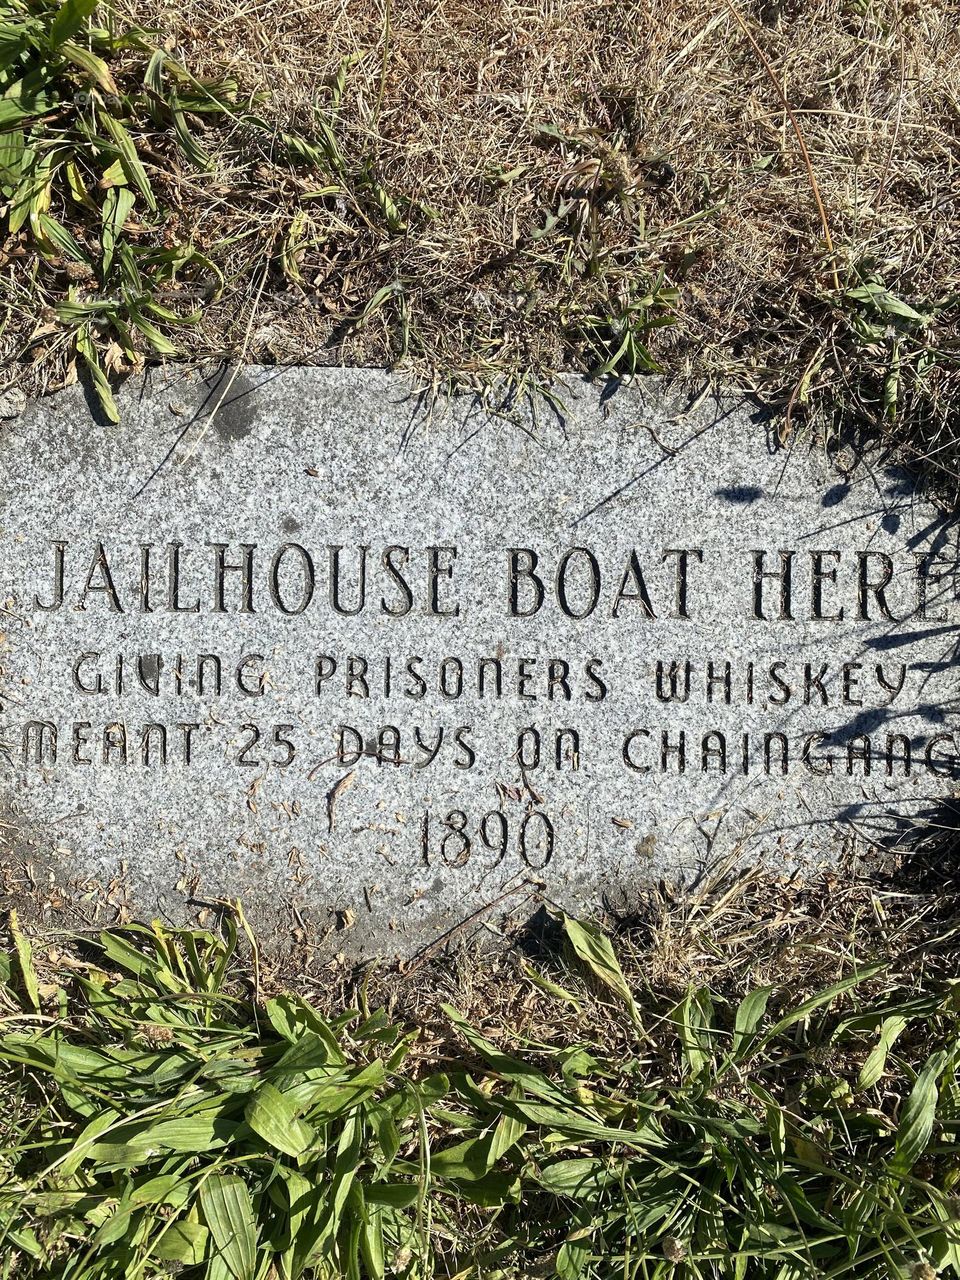 JAILHOUSE BOAT HERE
GIVING PRISONERS WHISKEY
MEANT 25 DAYS ON CHAINGANG
1890